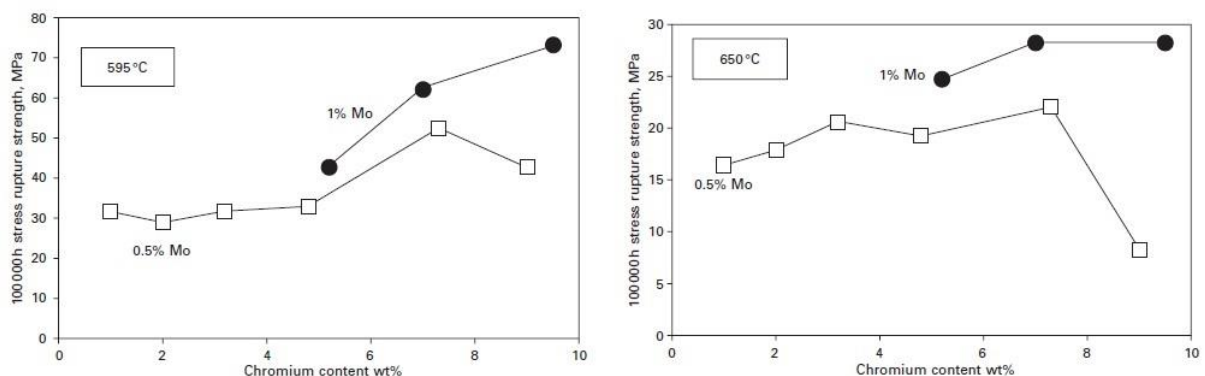 80
70
60
50
40
30
20
10
0
100 000 h stress rupture strength, MPa
595 °C
1% Mo
0.5% Mo
0 2 4 6 8 10
Chromium content wt%
30
25
20
15
10
5
0
100 000 h stress rupture strength, MPa
650 °C
1% Mo
0.5% Mo
0 2 4 6 8 10
Chromium content wt%